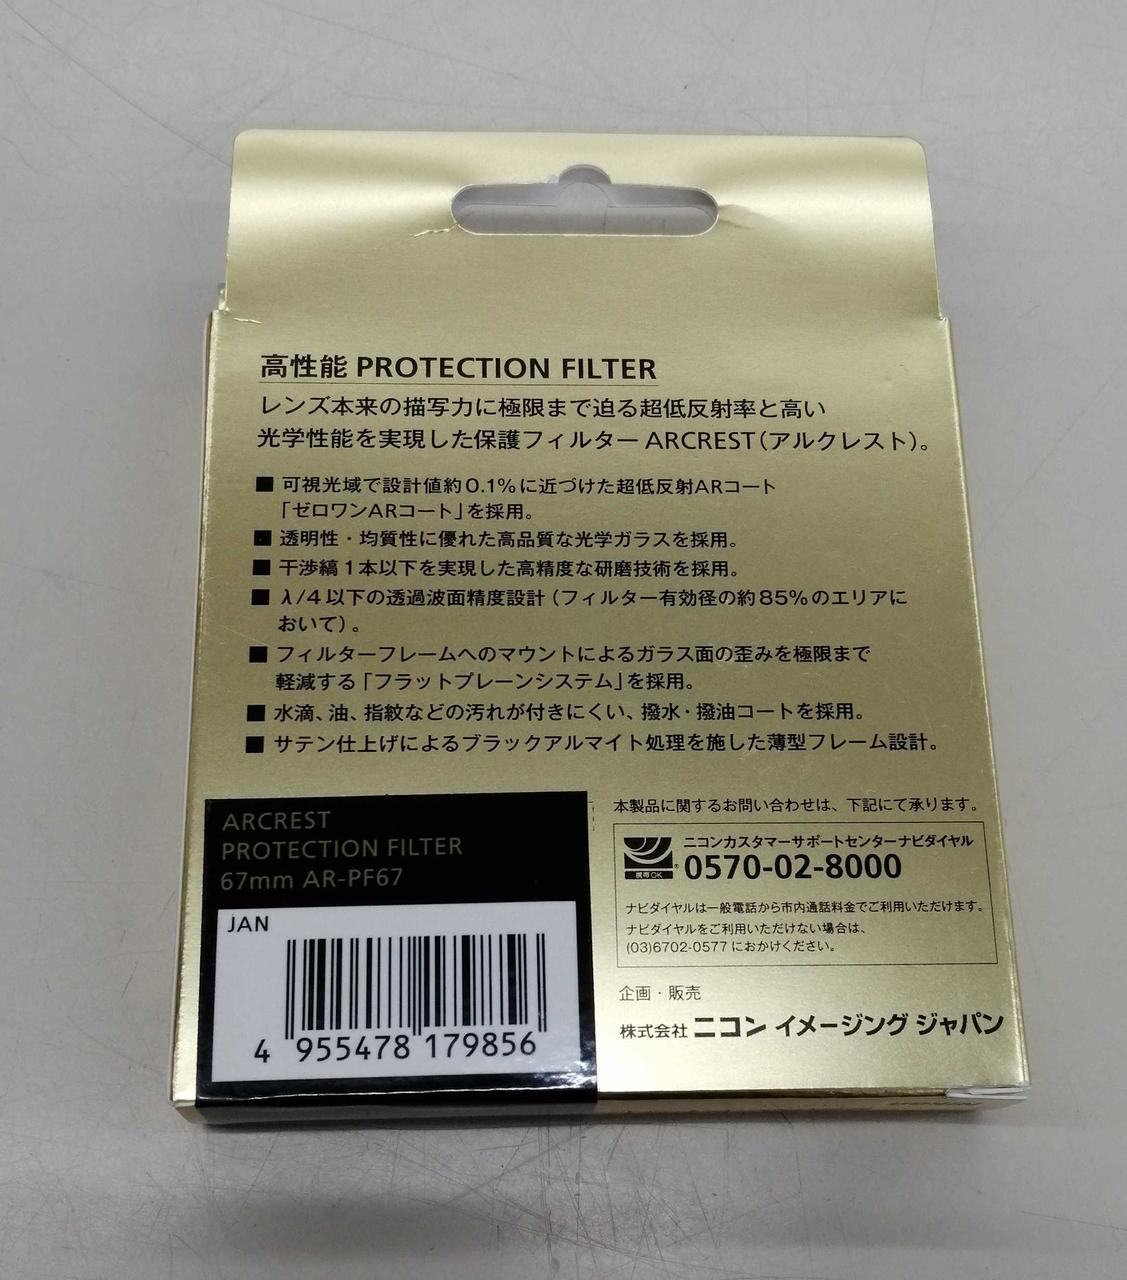 高性能 PROTECTION FILTER
レンズ本来の描写力に極限まで迫る超低反射率と高い
光学性能を実現した保護フィルター ARCREST（アルクレスト）。
■ 可視光域で設計値約0.1%に近づけた超低反射ARコート
「ゼロワンARコート」を採用。
■ 透明性・均質性に優れた高品質な光学ガラスを採用。
■ 干渉縞1本以下を実現した高精度な研磨技術を採用。
■ λ/4以下の透過波面精度設計（フィルター有効径の約85%のエリアに
おいて）。
■ フィルターフレームへのマウントによるガラス面の歪みを極限まで
軽減する「フラットプレーンシステム」を採用。
■ 水滴、油、指紋などの汚れが付きにくい、撥水・撥油コートを採用。
■ サテン仕上げによるブラックアルマイト処理を施した薄型フレーム設計。
ARCREST
PROTECTION FILTER
67mm AR-PF67
JAN
4 955478 179856
本製品に関するお問い合わせは、下記にて承ります。
ニコンカスタマーサポートセンターナビダイヤル
携帯OK
0570-02-8000
ナビダイヤルは一般電話から市内通話料金でご利用いただけます。
ナビダイヤルをご利用いただけない場合は、
(03)6702-0577 におかけください。
企画・販売
株式会社 ニコン イメージング ジャパン